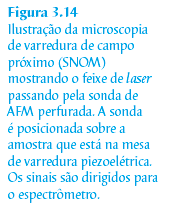 Figura 3.14
Ilustração da microscopia
de varredura de campo
próximo (SNOM)
mostrando o feixe de laser
passando pela sonda de
AFM perfurada. A sonda
é posicionada sobre a
amostra que está na mesa
de varredura piezoelétrica.
Os sinais são dirigidos para
o espectrômetro.